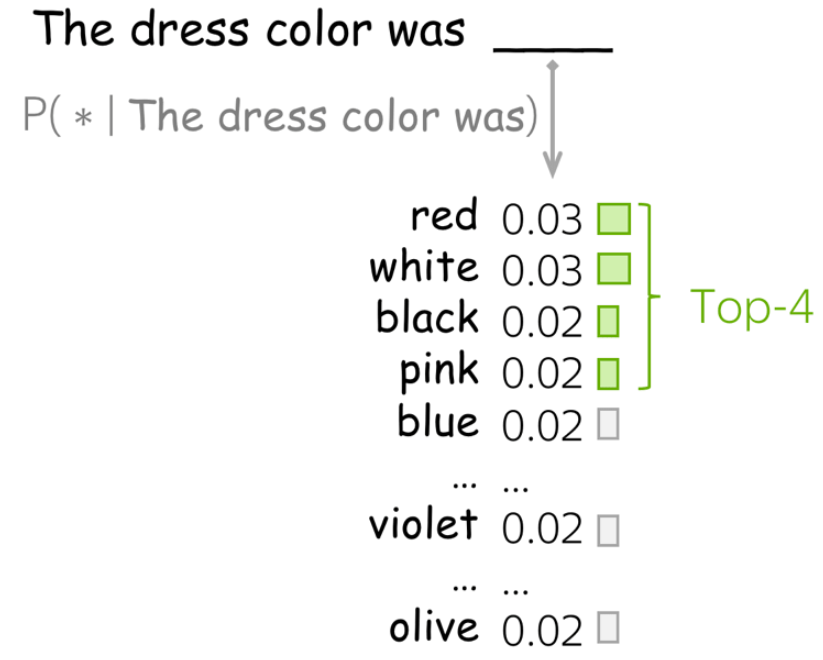 The dress color was _____
P( * | The dress color was)
red 0.03
white 0.03
black 0.02
pink 0.02
Top-4
blue 0.02
... ...
violet 0.02
... ...
olive 0.02